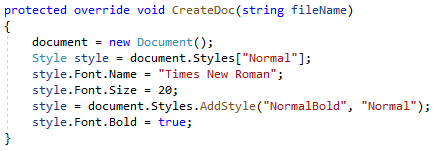 protected override void CreateDoc(string fileName)
{
    document = new Document();
    Style style = document.Styles["Normal"];
    style.Font.Name = "Times New Roman";
    style.Font.Size = 20;
    style = document.Styles.AddStyle("NormalBold", "Normal");
    style.Font.Bold = true;
}